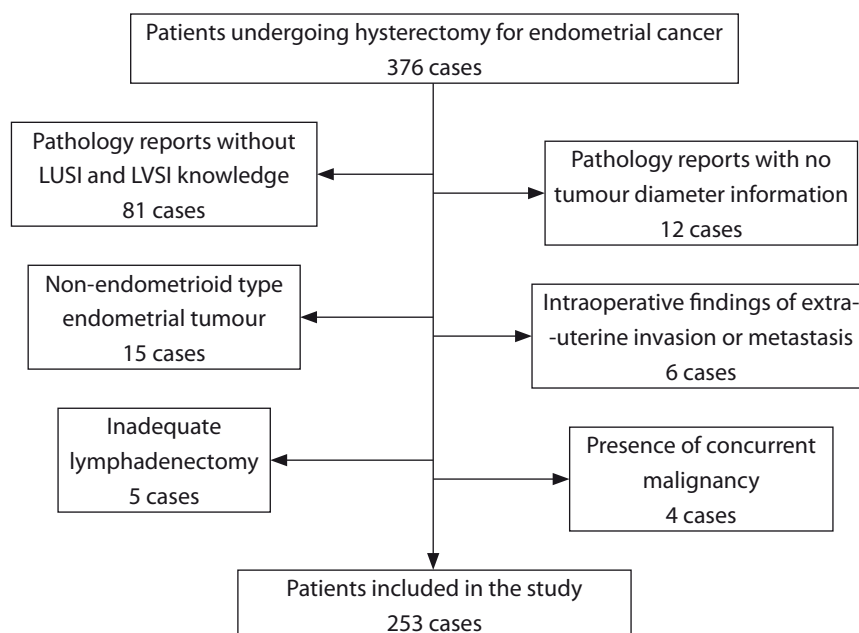 Patients undergoing hysterectomy for endometrial cancer
376 cases
Pathology reports without
LUSI and LVSI knowledge
81 cases
Pathology reports with no
tumour diameter information
12 cases
Non-endometrioid type
endometrial tumour
15 cases
Intraoperative findings of extra-
-uterine invasion or metastasis
6 cases
Inadequate
lymphadenectomy
5 cases
Presence of concurrent
malignancy
4 cases
Patients included in the study
253 cases